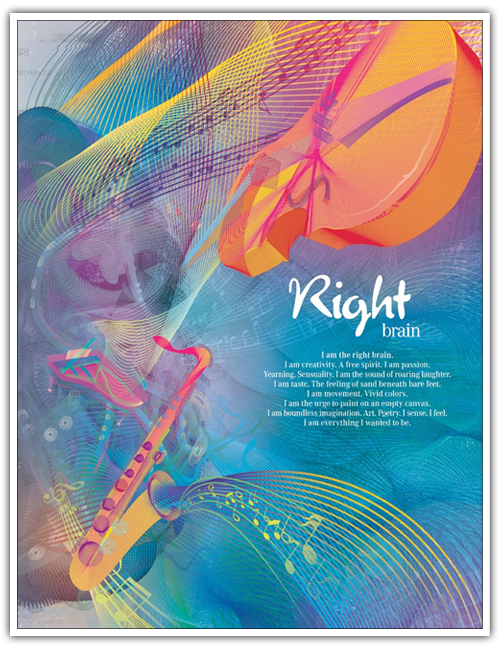 Right
brain
I am the right brain.
I am creativity. A free spirit. I am passion.
Yearning. Sensuality. I am the sound of roaring laughter.
I am taste. The feeling of sand beneath bare feet.
I am movement. Vivid colors.
I am the urge to paint on an empty canvas.
I am boundless imagination. Art. Poetry. I sense. I feel.
I am everything I wanted to be.